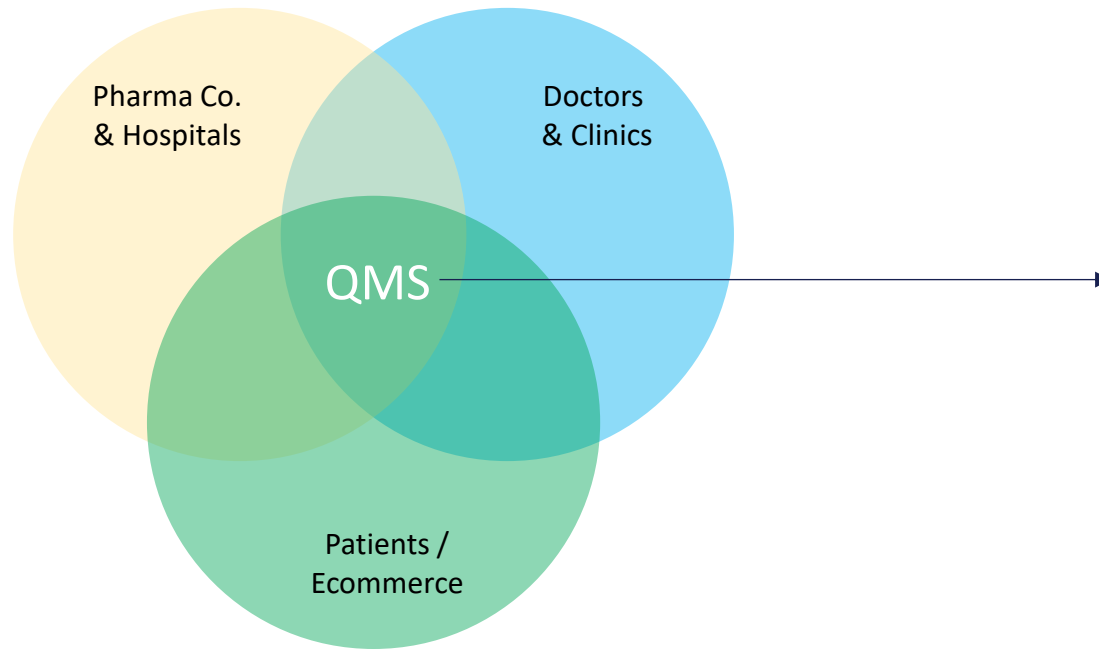 Pharma Co.
& Hospitals
Doctors
& Clinics
QMS
Patients /
Ecommerce